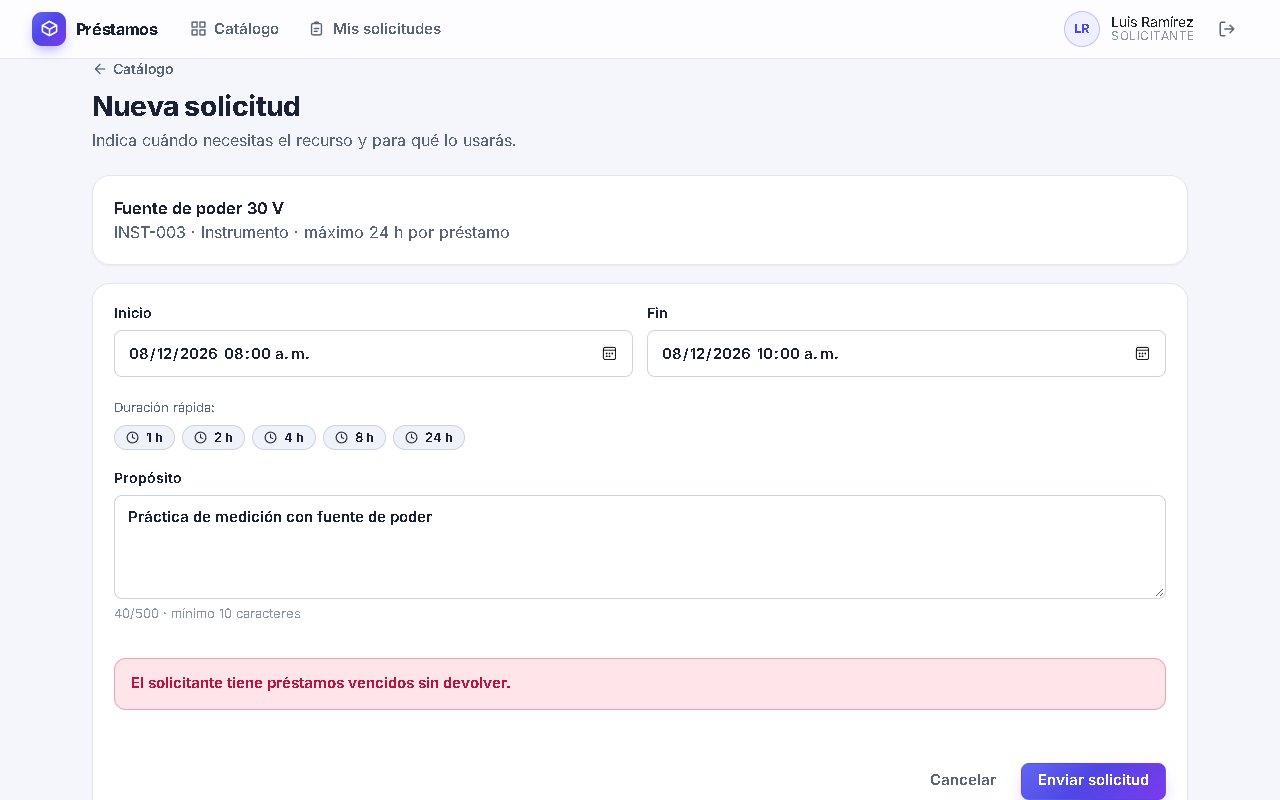 Préstamos
Catálogo
Mis solicitudes
LR
Luis Ramírez
SOLICITANTE
Catálogo
Nueva solicitud
Indica cuándo necesitas el recurso y para qué lo usarás.
Fuente de poder 30 V
INST-003 · Instrumento · máximo 24 h por préstamo
Inicio
Fin
08/12/2026 08:00 a. m.
08/12/2026 10:00 a. m.
Duración rápida:
1 h
2 h
4 h
8 h
24 h
Propósito
Práctica de medición con fuente de poder
40/500 · mínimo 10 caracteres
El solicitante tiene préstamos vencidos sin devolver.
Cancelar
Enviar solicitud